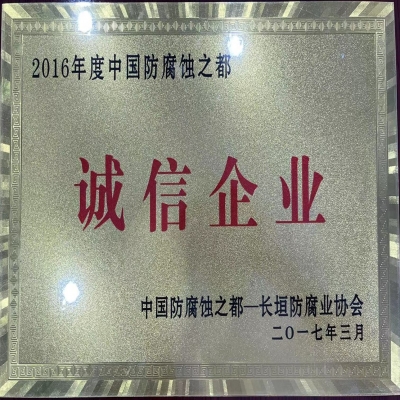 2016年度中国防腐蚀之都
诚信企业
中国防腐蚀之都—长垣防腐业协会
二〇一七年三月